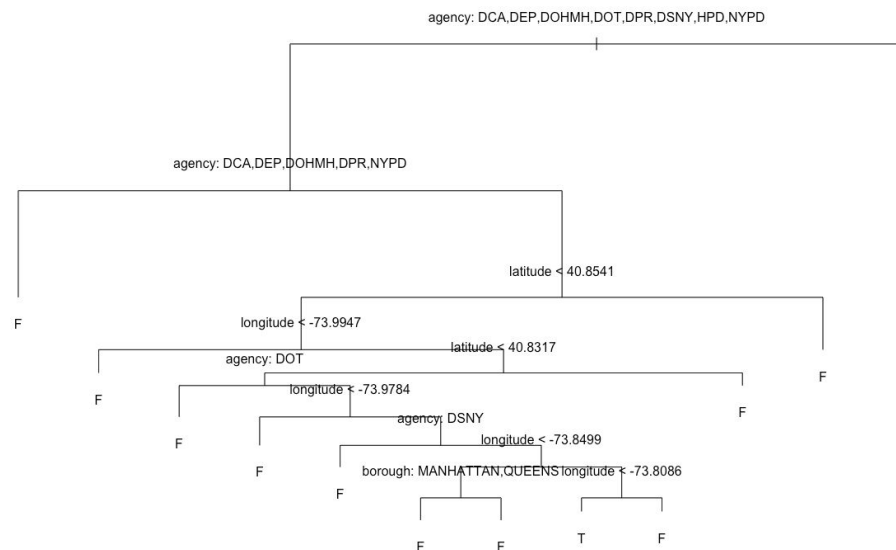 agency: DCA,DEP,DOHMH,DOT,DPR,DSNY,HPD,NYPD
agency: DCA,DEP,DOHMH,DPR,NYPD
latitude < 40.8541
F
longitude < -73.9947
latitude < 40.8317
agency: DOT
F
F
longitude < -73.9784
F
agency: DSNY
F
longitude < -73.8499
F
borough: MANHATTAN,QUEENS
longitude < -73.8086
F
F
F
T
F